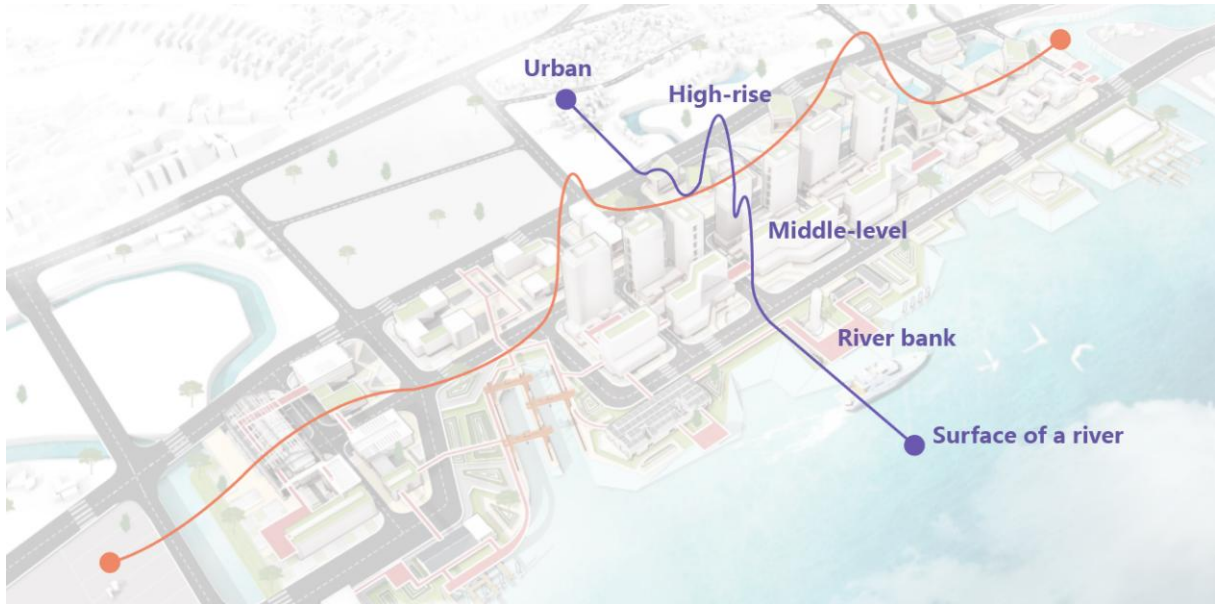 Urban
High-rise
Middle-level
River bank
Surface of a river